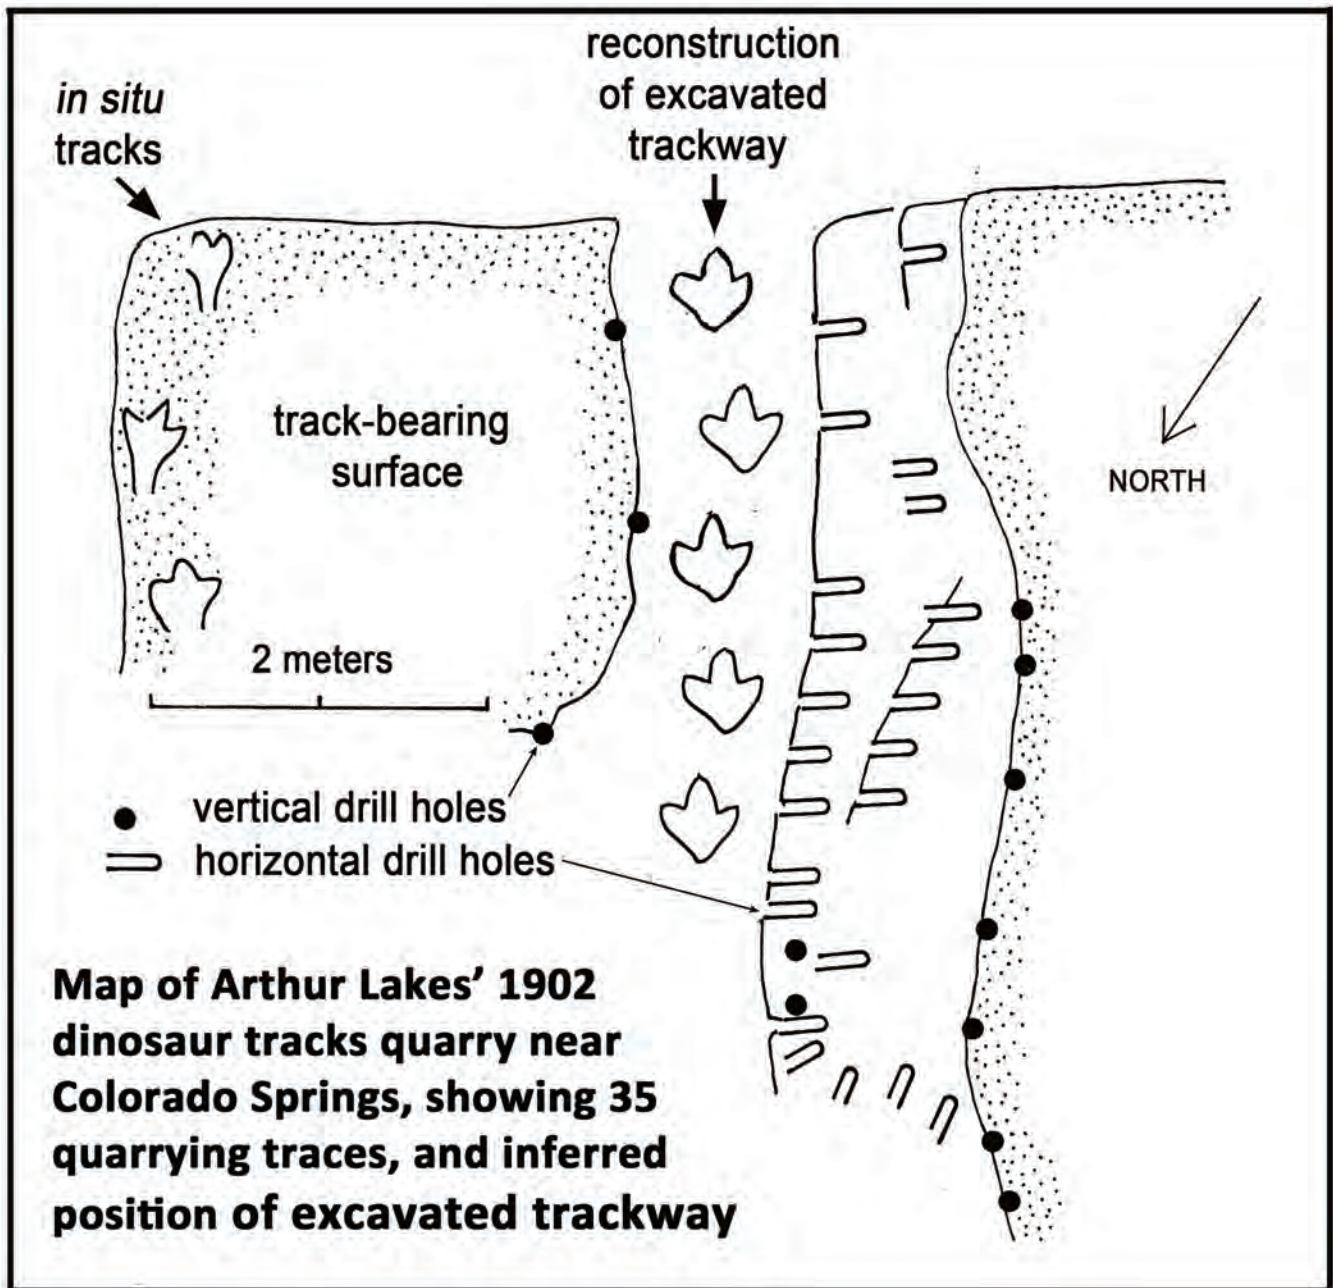 in situ
tracks
reconstruction
of excavated
trackway
track-bearing
surface
NORTH
2 meters
vertical drill holes
horizontal drill holes
Map of Arthur Lakes’ 1902
dinosaur tracks quarry near
Colorado Springs, showing 35
quarrying traces, and inferred
position of excavated trackway